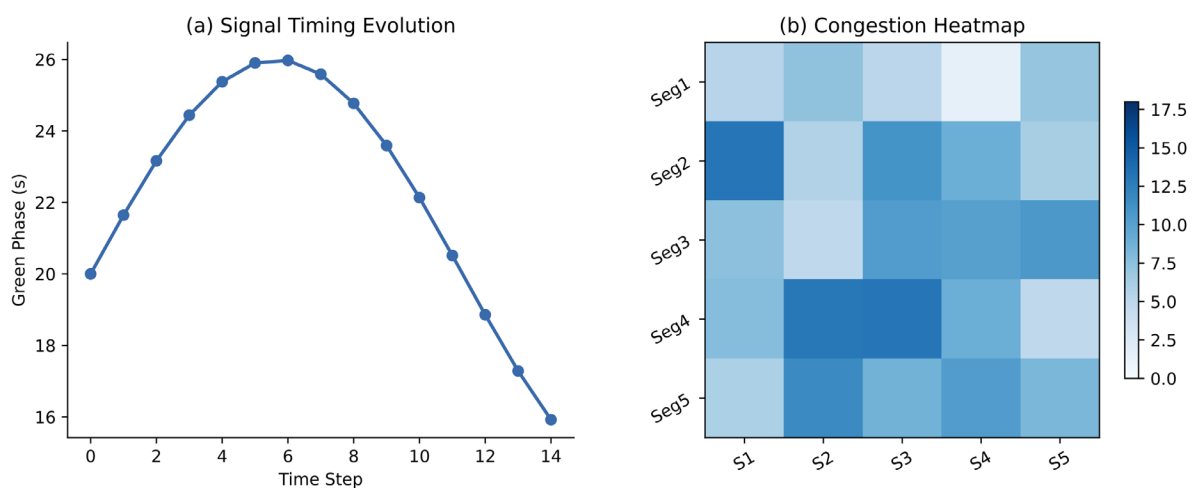 (a) Signal Timing Evolution
Green Phase (s)
26
24
22
20
18
16
0 2 4 6 8 10 12 14
Time Step
(b) Congestion Heatmap
Seg1
Seg2
Seg3
Seg4
Seg5
S1 S2 S3 S4 S5
17.5
15.0
12.5
10.0
7.5
5.0
2.5
0.0